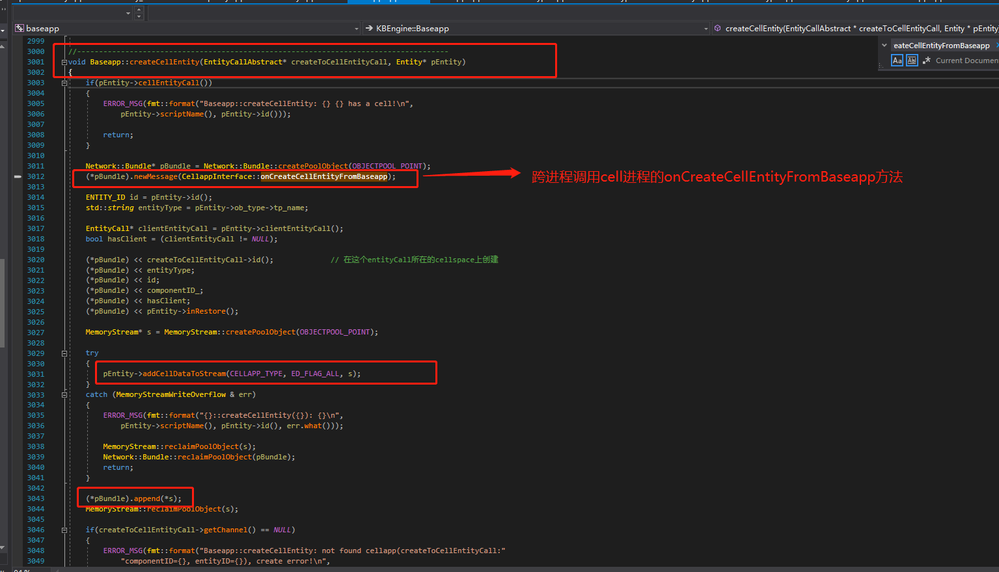 baseapp
KBEngine::Baseapp
createCellEntity(EntityCallAbstract * createToCellEntityCall, Entity * pEntity
eateCellEntityFromBaseapp
Aa Abl .* Current Documen
2999
3000 //-------------------------------------------------------------------------------------
3001 void Baseapp::createCellEntity(EntityCallAbstract* createToCellEntityCall, Entity* pEntity)
3002 {
3003 if(pEntity->cellEntityCall())
3004 {
3005 ERROR_MSG(fmt::format("Baseapp::createCellEntity: {} {} has a cell!\n",
3006 pEntity->scriptName(), pEntity->id()));
3007
3008 return;
3009 }
3010
3011 Network::Bundle* pBundle = Network::Bundle::createPoolObject(OBJECTPOOL_POINT);
3012 (*pBundle).newMessage(CellappInterface::onCreateCellEntityFromBaseapp);
跨进程调用cell进程的onCreateCellEntityFromBaseapp方法
3013
3014 ENTITY_ID id = pEntity->id();
3015 std::string entityType = pEntity->ob_type->tp_name;
3016
3017 EntityCall* clientEntityCall = pEntity->clientEntityCall();
3018 bool hasClient = (clientEntityCall != NULL);
3019
3020 (*pBundle) << createToCellEntityCall->id(); // 在这个entityCall所在的cellspace上创建
3021 (*pBundle) << entityType;
3022 (*pBundle) << id;
3023 (*pBundle) << componentID_;
3024 (*pBundle) << hasClient;
3025 (*pBundle) << pEntity->inRestore();
3026
3027 MemoryStream* s = MemoryStream::createPoolObject(OBJECTPOOL_POINT);
3028
3029 try
3030 {
3031 pEntity->addCellDataToStream(CELLAPP_TYPE, ED_FLAG_ALL, s);
3032 }
3033 catch (MemoryStreamWriteOverflow & err)
3034 {
3035 ERROR_MSG(fmt::format("{}::createCellEntity({}): {}\n",
3036 pEntity->scriptName(), pEntity->id(), err.what()));
3037
3038 MemoryStream::reclaimPoolObject(s);
3039 Network::Bundle::reclaimPoolObject(pBundle);
3040 return;
3041 }
3042
3043 (*pBundle).append(*s);
3044 MemoryStream::reclaimPoolObject(s);
3045
3046 if(createToCellEntityCall->getChannel() == NULL)
3047 {
3048 ERROR_MSG(fmt::format("Baseapp::createCellEntity: not found cellapp(createToCellEntityCall:"
3049 "componentID={}, entityID={}), create error!\n",